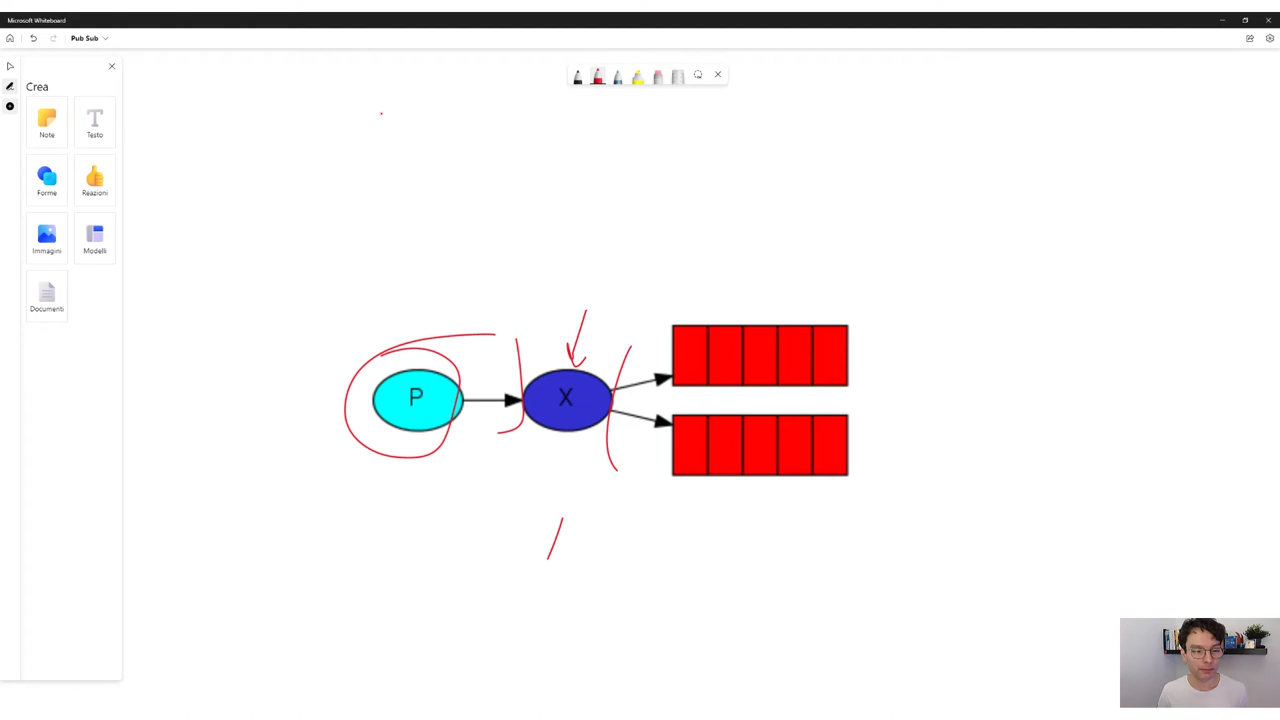 Microsoft Whiteboard
Pub Sub
Crea
Note
Testo
Forme
Reazioni
Immagini
Modelli
Documenti
P
X